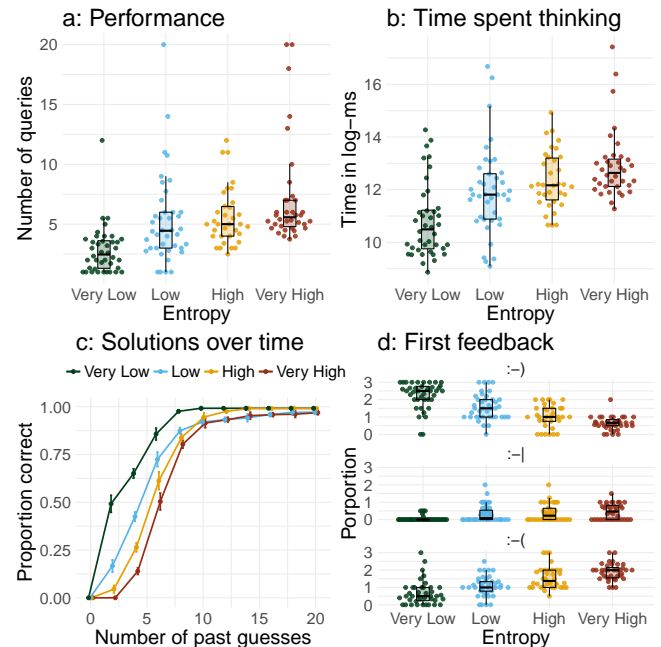 a: Performance
Number of queries
20
15
10
5
Very Low
Low
High
Very High
Entropy
b: Time spent thinking
Time in log−ms
16
14
12
10
Very Low
Low
High
Very High
Entropy
c: Solutions over time
Very Low
Low
High
Very High
Proportion correct
1.00
0.75
0.50
0.25
0.00
0
5
10
15
20
Number of past guesses
d: First feedback
Porportion
:−)
3
2
1
0
:−|
3
2
1
0
:−(
3
2
1
0
Very Low
Low
High
Very High
Entropy